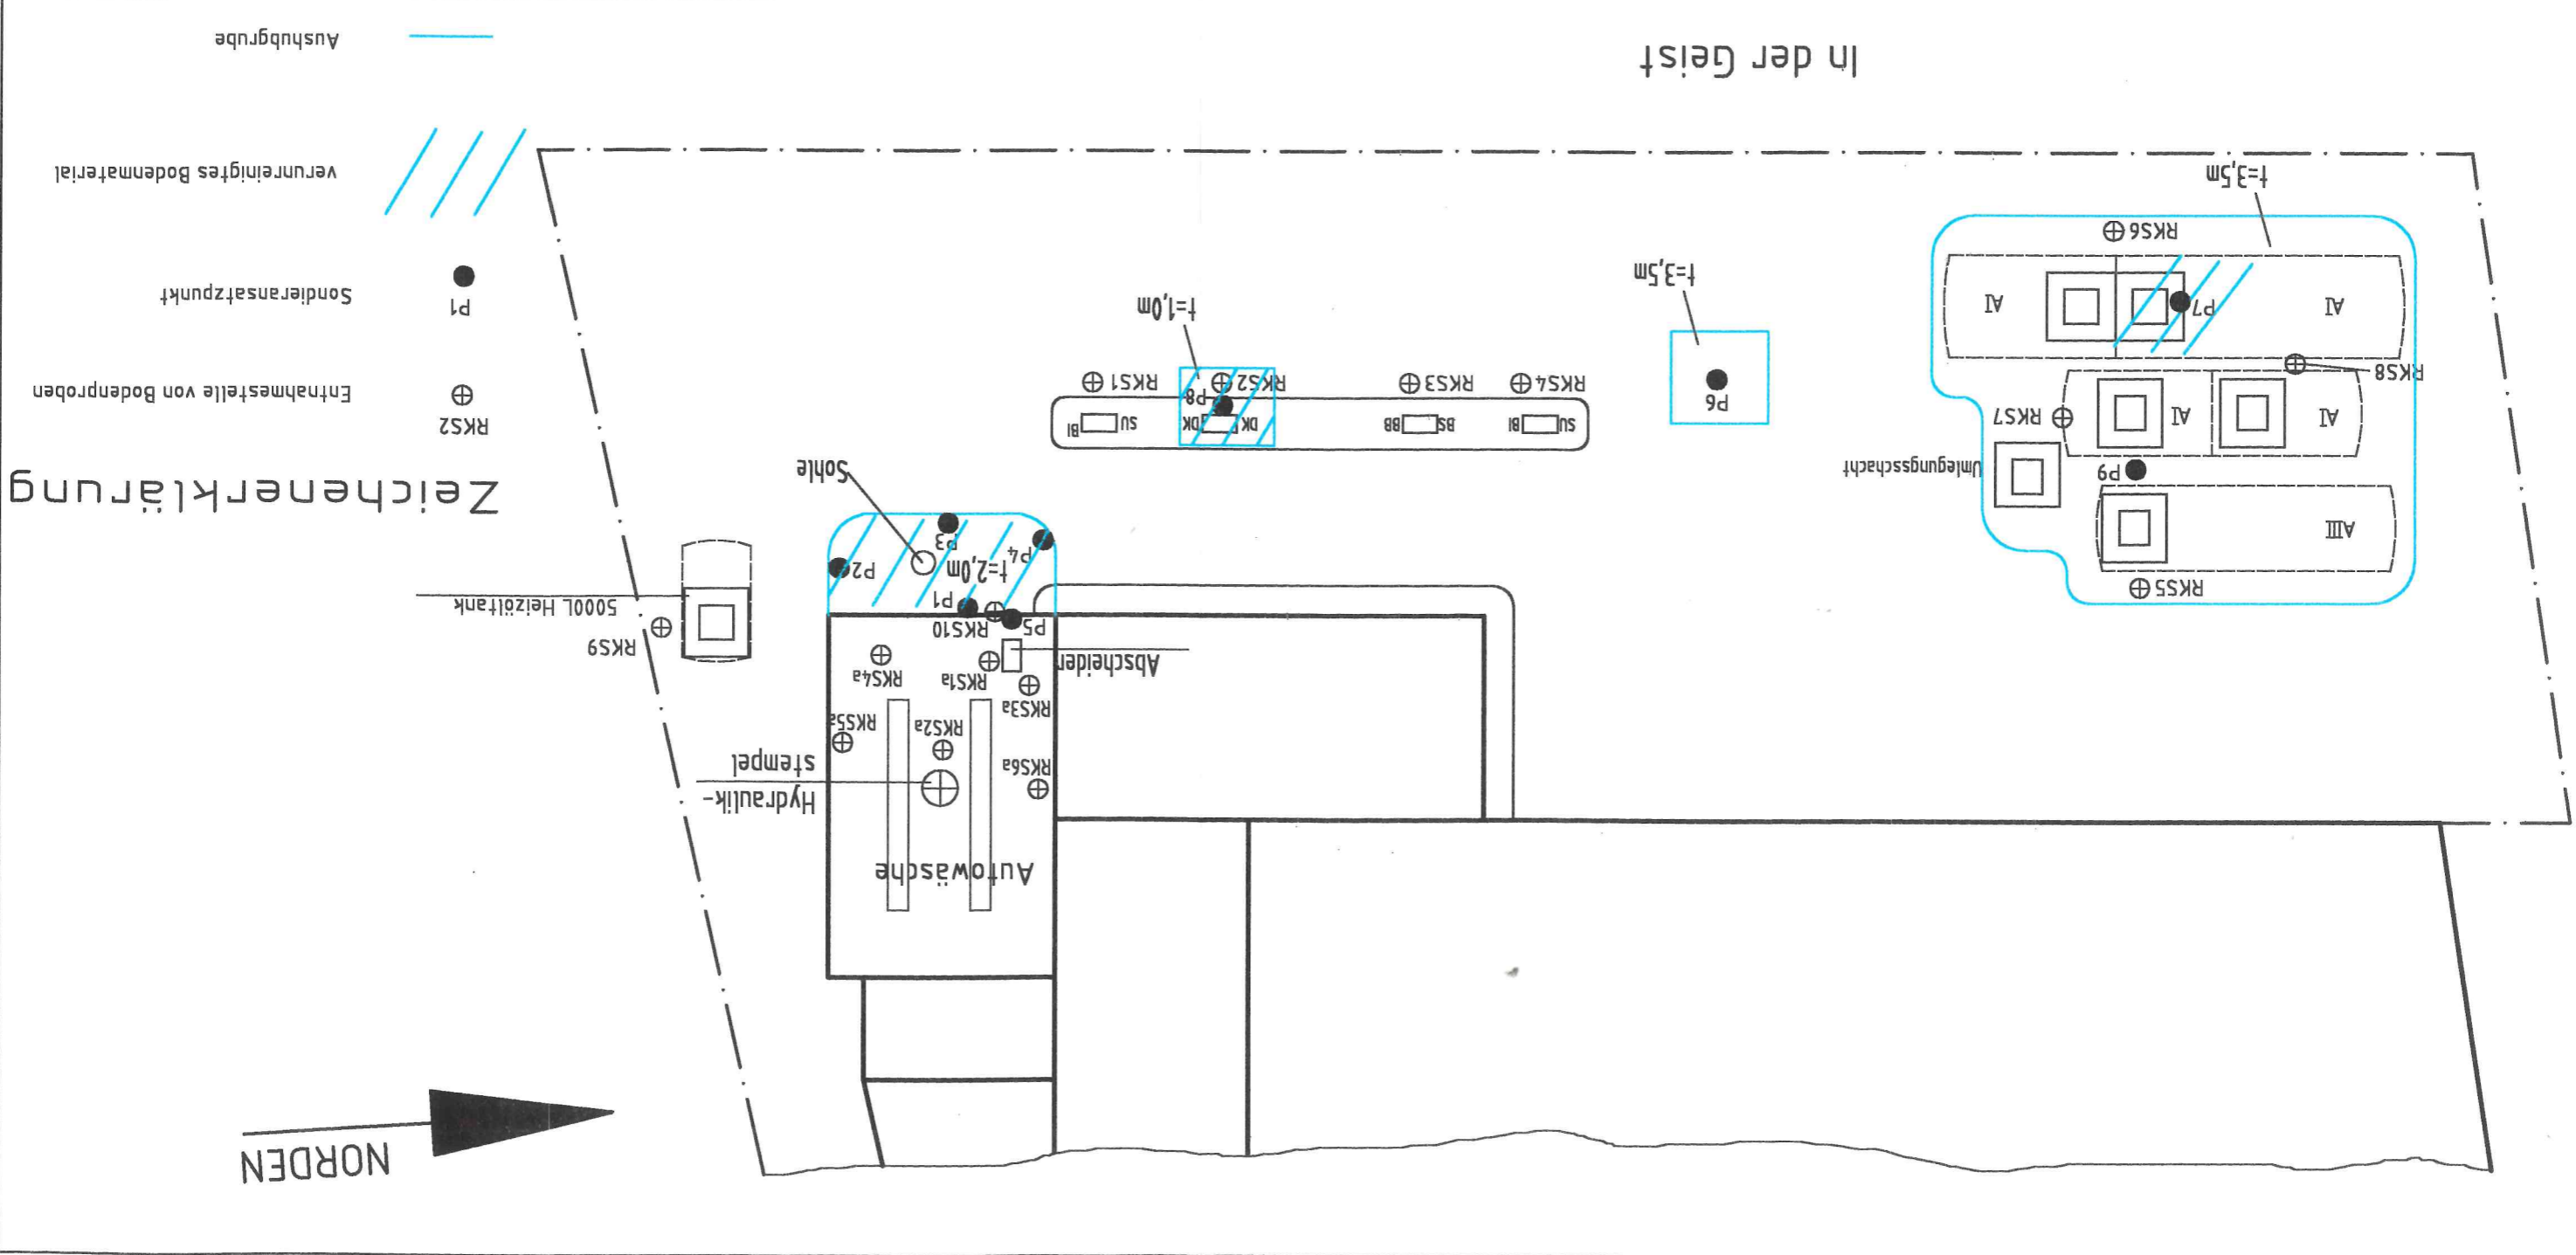 NORDEN
Autowäsche
Hydraulik-
stempel
RKS6a
RKS2a
RKS5a
RKS3a
RKS1a
RKS4a
Abscheider
RKS9
5000L Heizöltank
P5
RKS10
P1
t=2,0m
P4
P3
P2
Sohle
RKS5
AIII
P9
Umlegungsschacht
RKS7
AI
AI
RKS8
AI
P7
AI
RKS6
t=3,5m
P6
t=3,5m
SU
BI
BS
BB
DK
DK
SU
BI
P8
RKS4
RKS3
RKS2
RKS1
t=1,0m
In der Geist
Zeichenerklärung
RKS2
Entnahmestelle von Bodenproben
P1
Sondieransatzpunkt
verunreinigtes Bodenmaterial
Aushubgrube